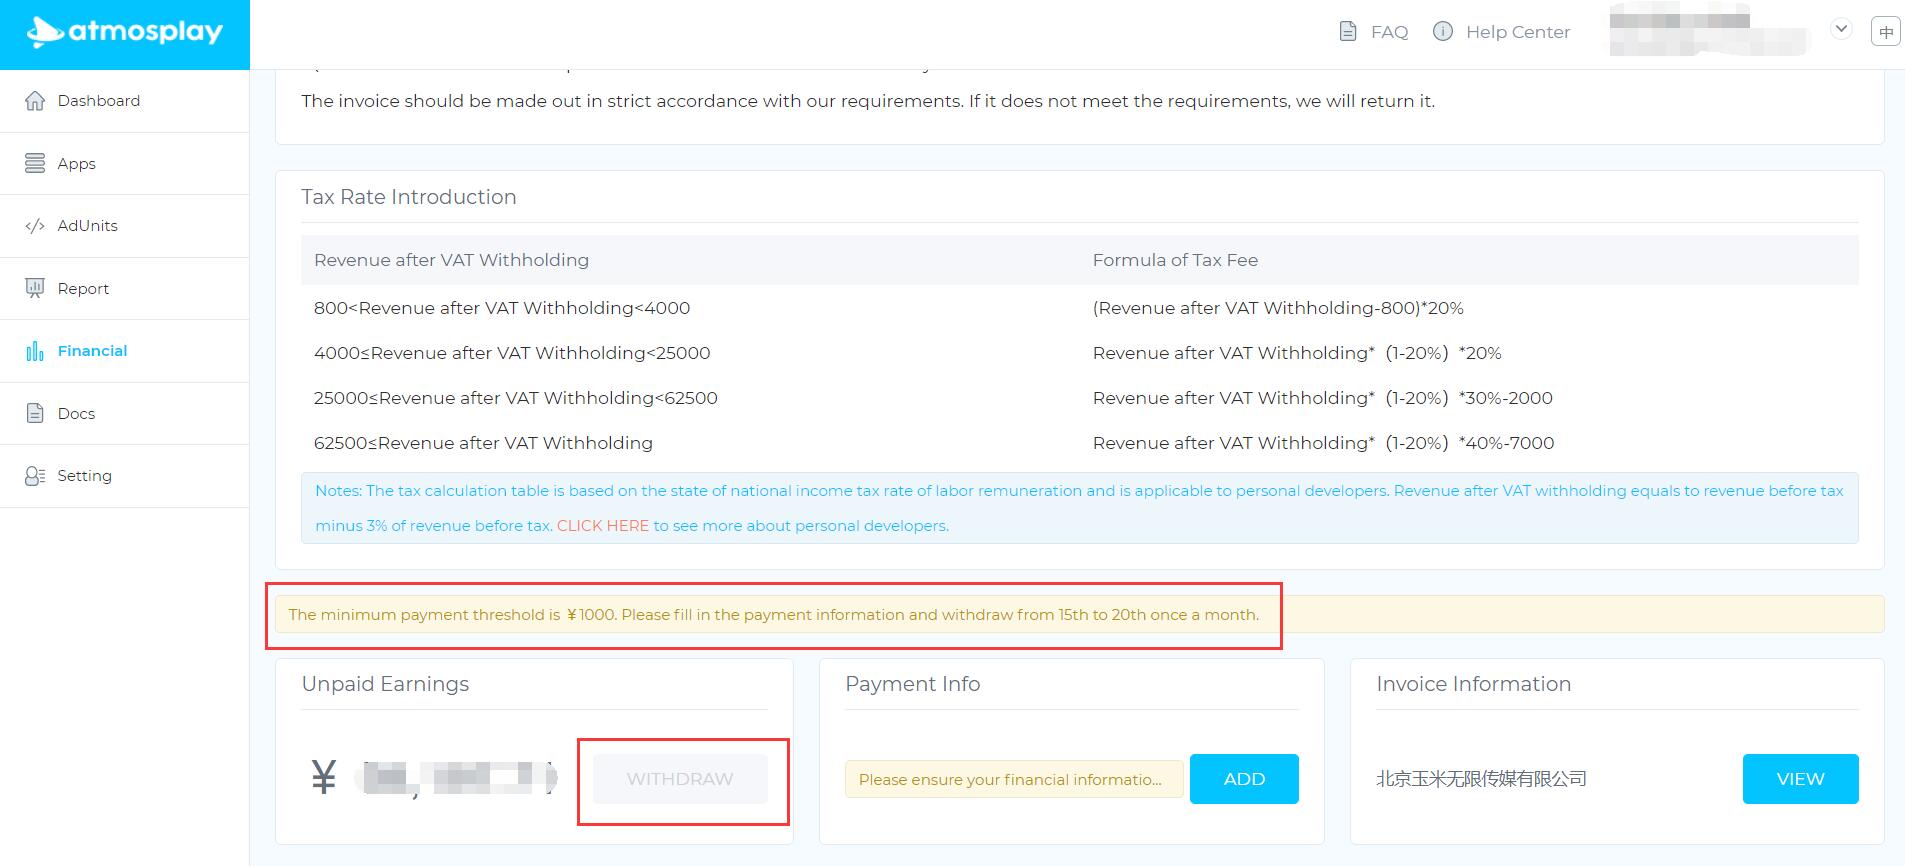 atmosplay
FAQ
Help Center
中
Dashboard
Apps
AdUnits
Report
Financial
Docs
Setting
The invoice should be made out in strict accordance with our requirements. If it does not meet the requirements, we will return it.
Tax Rate Introduction
Revenue after VAT Withholding
Formula of Tax Fee
800<Revenue after VAT Withholding<4000
(Revenue after VAT Withholding-800)*20%
4000≤Revenue after VAT Withholding<25000
Revenue after VAT Withholding*（1-20%）*20%
25000≤Revenue after VAT Withholding<62500
Revenue after VAT Withholding*（1-20%）*30%-2000
62500≤Revenue after VAT Withholding
Revenue after VAT Withholding*（1-20%）*40%-7000
Notes: The tax calculation table is based on the state of national income tax rate of labor remuneration and is applicable to personal developers. Revenue after VAT withholding equals to revenue before tax
minus 3% of revenue before tax. CLICK HERE to see more about personal developers.
The minimum payment threshold is ￥1000. Please fill in the payment information and withdraw from 15th to 20th once a month.
Unpaid Earnings
¥
WITHDRAW
Payment Info
Please ensure your financial informatio...
ADD
Invoice Information
北京玉米无限传媒有限公司
VIEW